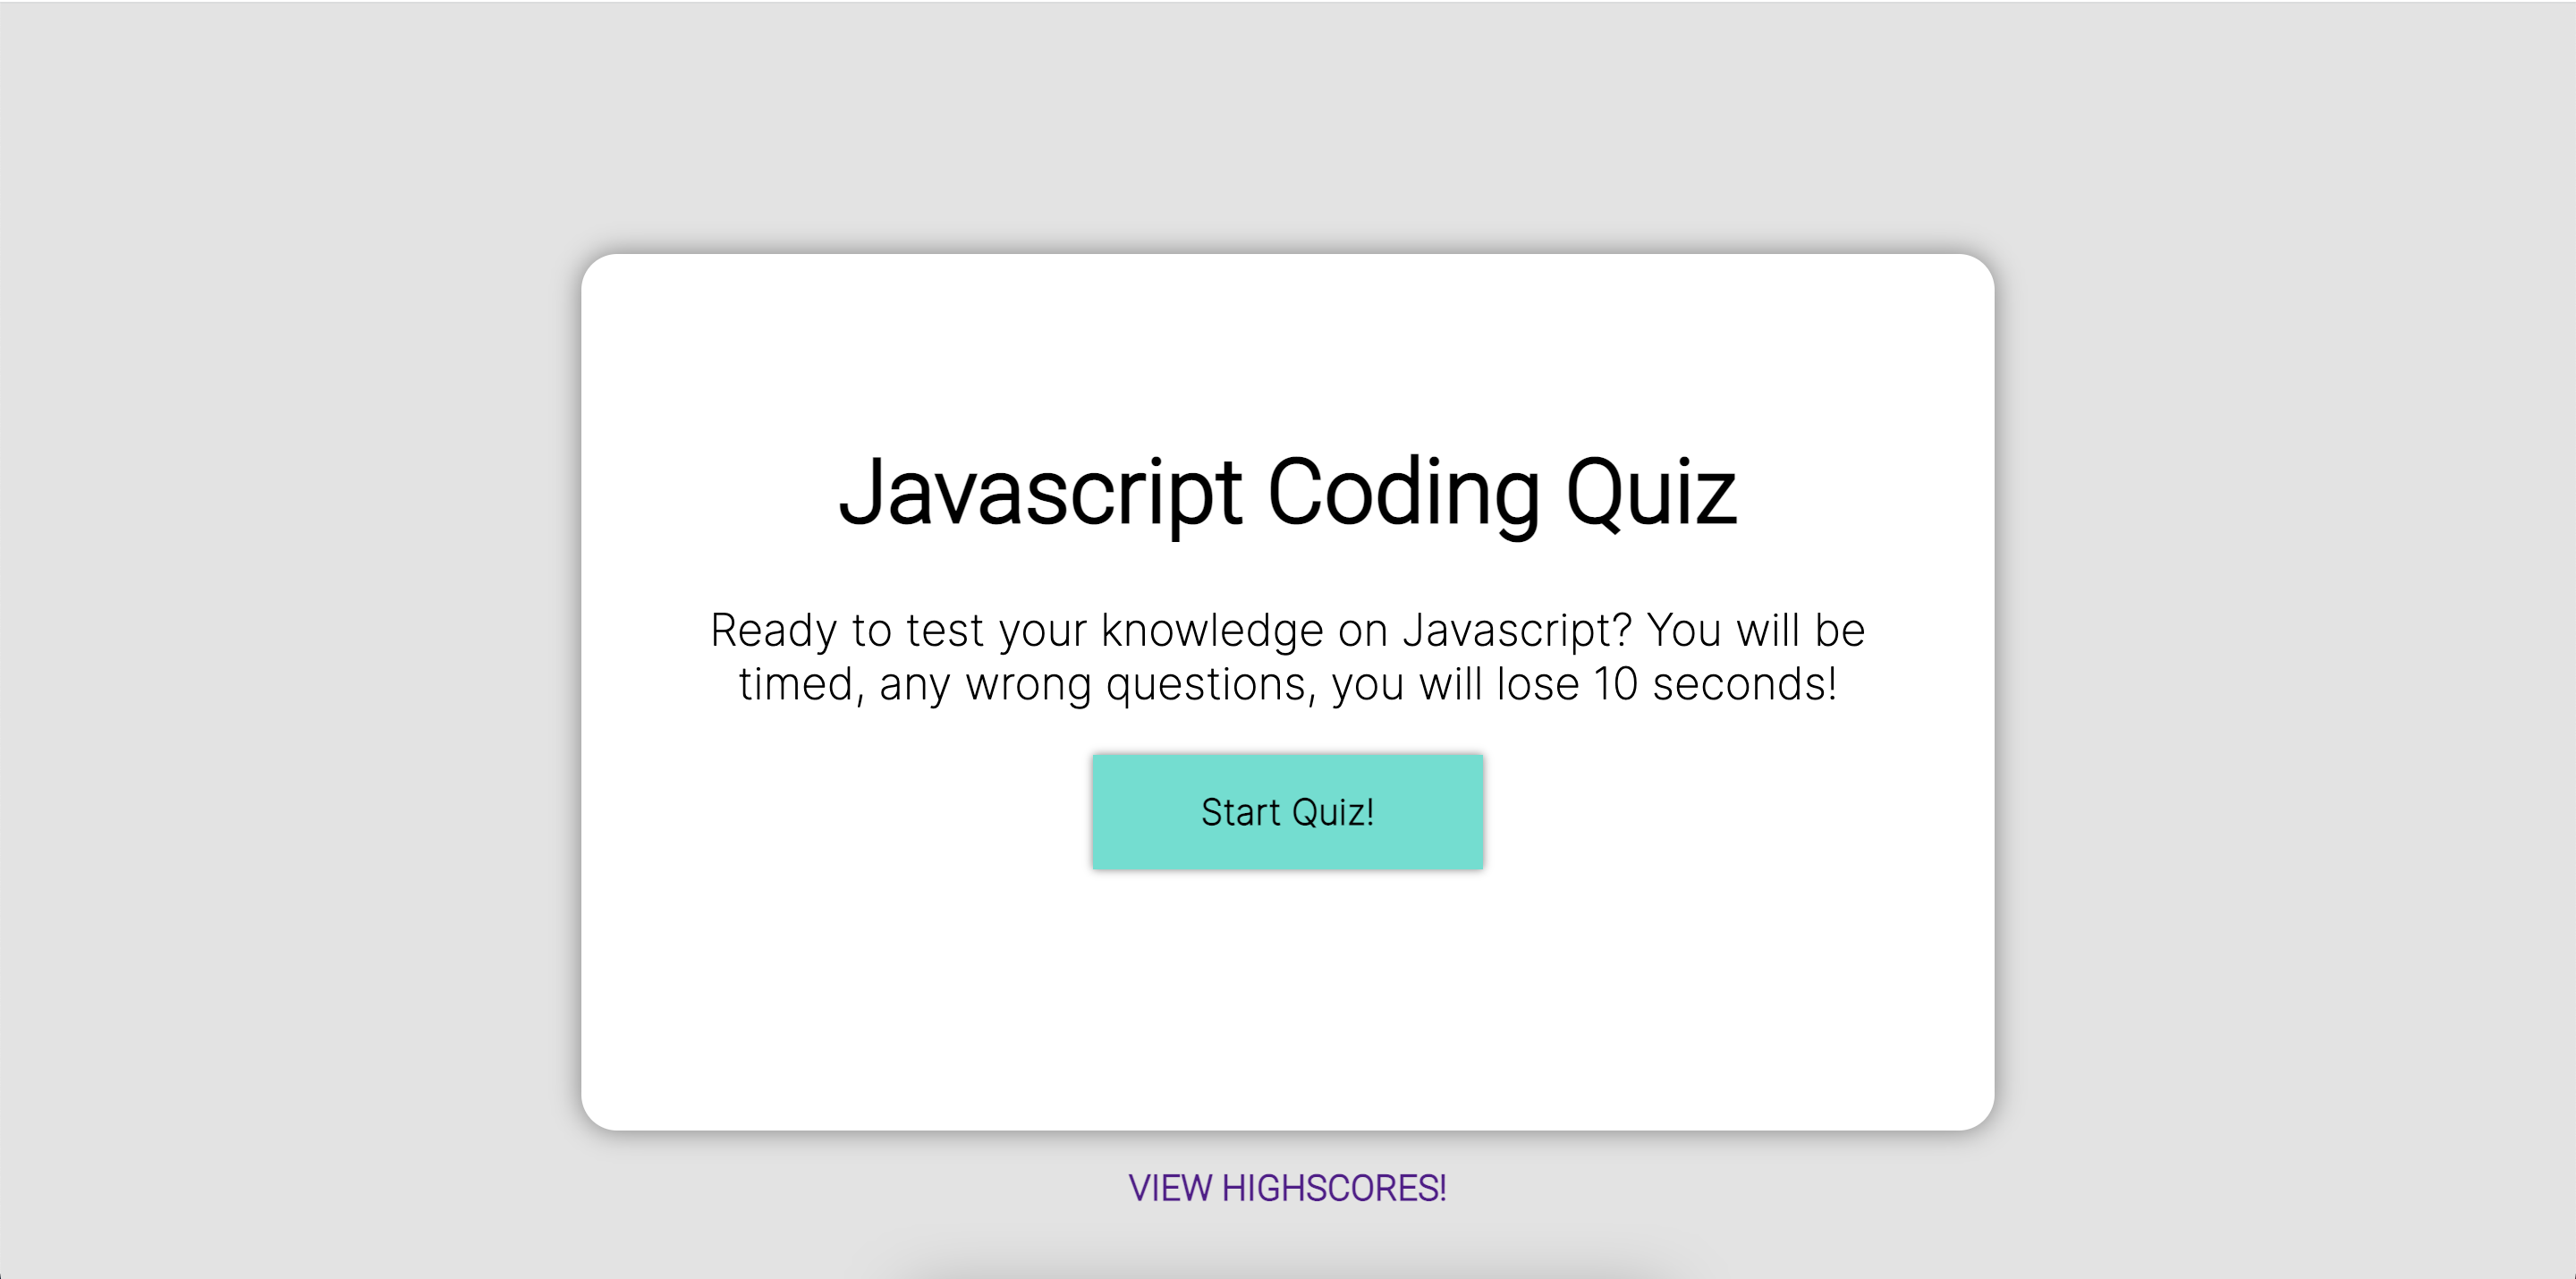 Javascript Coding Quiz
Ready to test your knowledge on Javascript? You will be
timed, any wrong questions, you will lose 10 seconds!
Start Quiz!
VIEW HIGHSCORES!